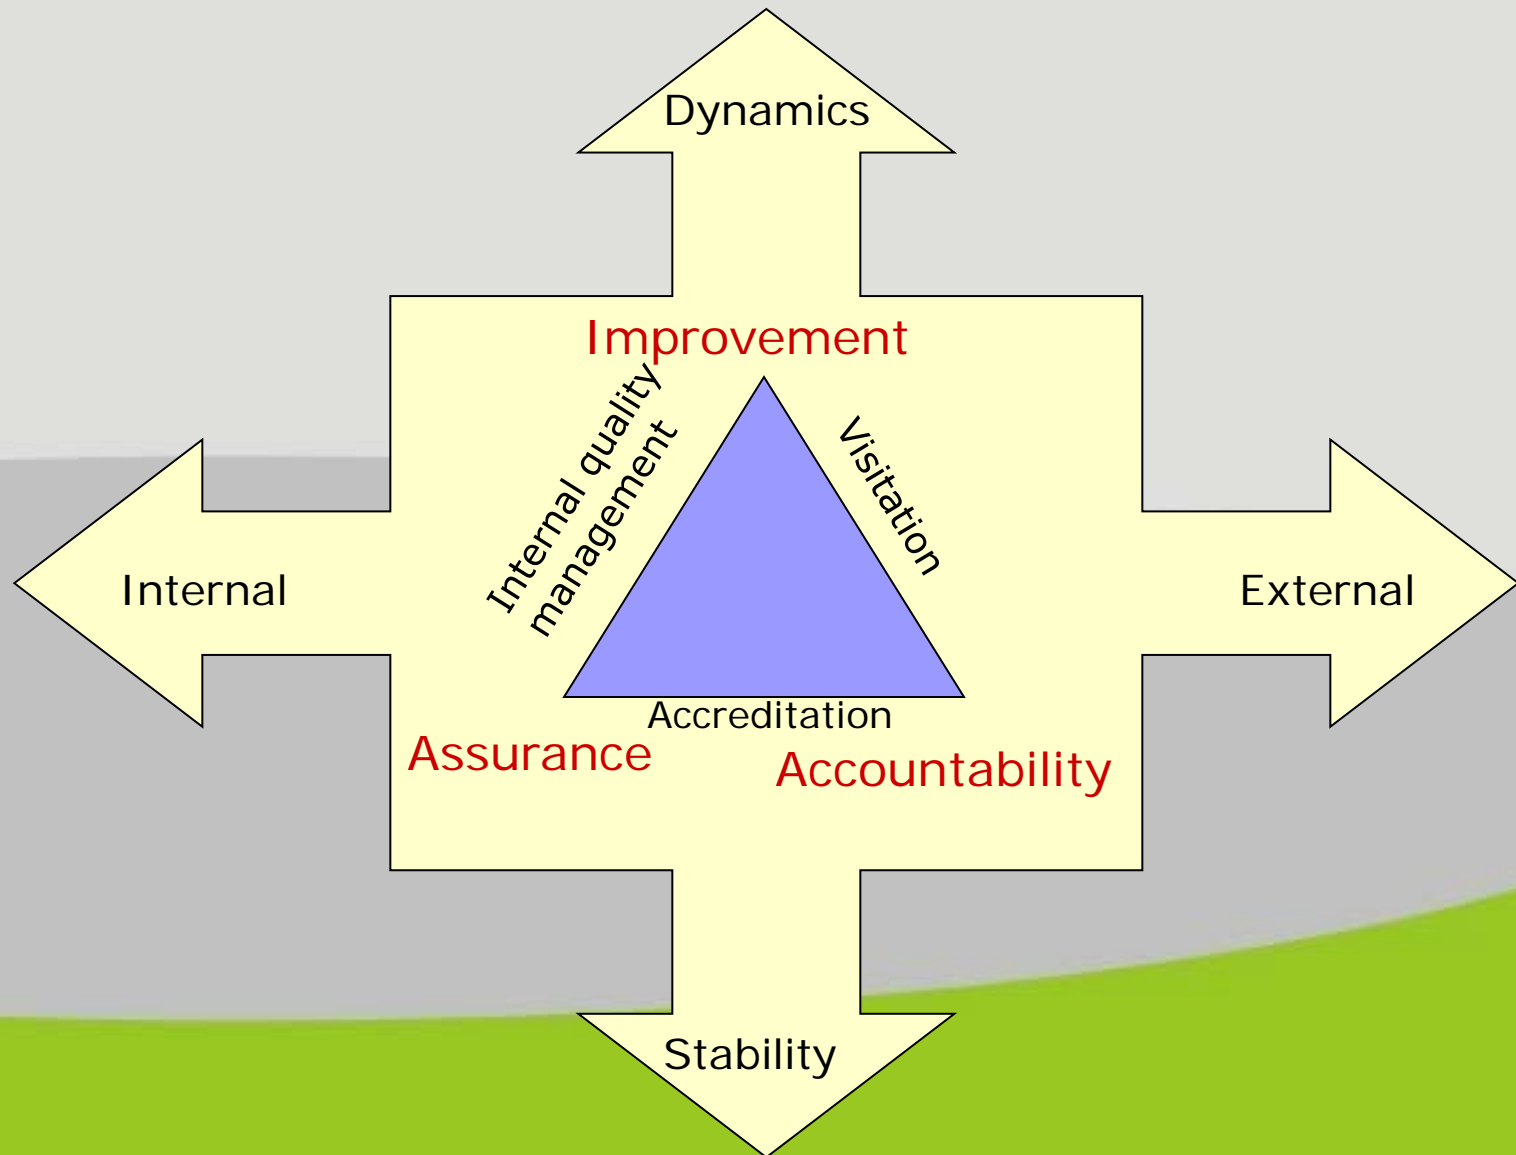 Dynamics
Improvement
Internal quality
management
Visitation
Internal
External
Accreditation
Assurance
Accountability
Stability